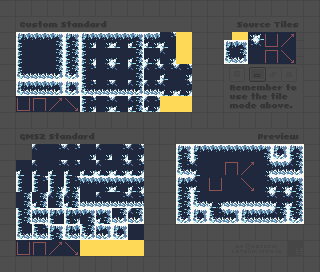 Custom Standard
Source Tiles
Remember to
use the tile
mode above.
GMS2 Standard
Preview